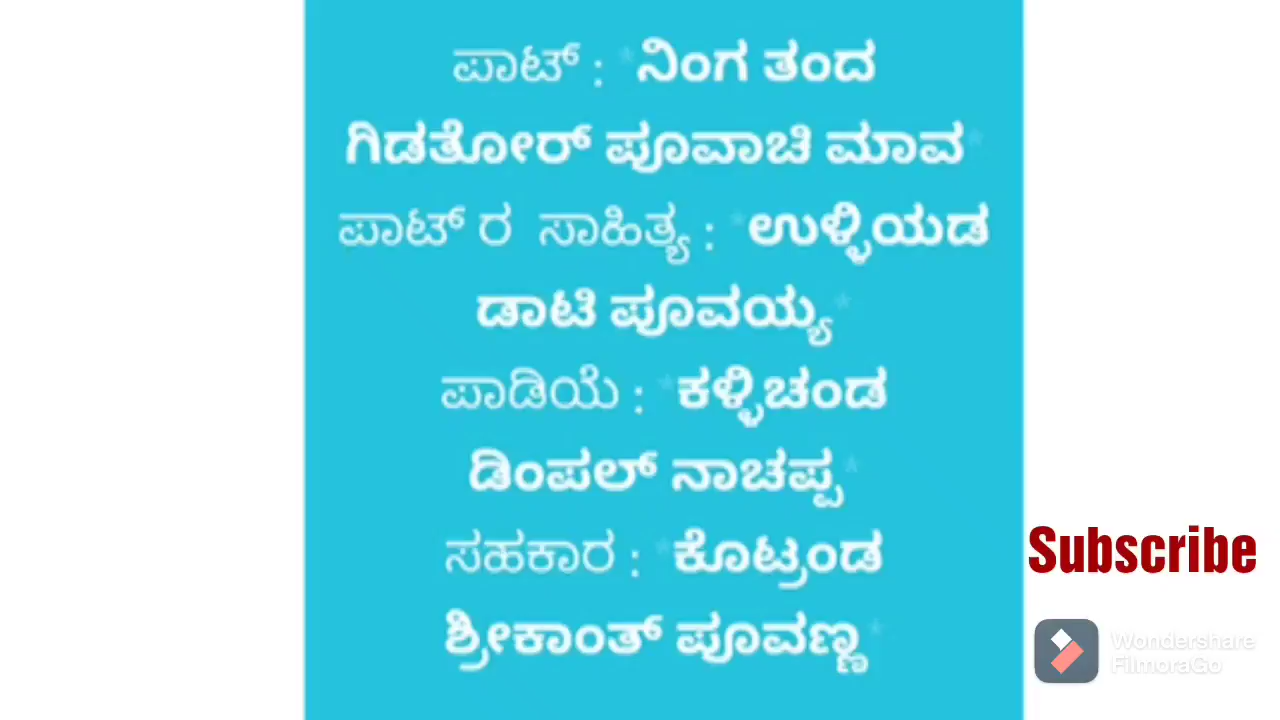 ಪಾಟ್ : *ನಿಂಗ ತಂದ
ಗಿಡತೋರ್ ಪೂವಾಚಿ ಮಾವ*
ಪಾಟ್ ರ ಸಾಹಿತ್ಯ : *ಉಳ್ಳಿಯಡ
ಡಾಟಿ ಪೂವಯ್ಯ*
ಪಾಡಿಯೆ : *ಕಳ್ಳಿಚಂಡ
ಡಿಂಪಲ್ ನಾಚಪ್ಪ*
ಸಹಕಾರ : *ಕೊಟ್ರಂಡ
ಶ್ರೀಕಾಂತ್ ಪೂವಣ್ಣ*
Subscribe
Wondershare
FilmoraGo